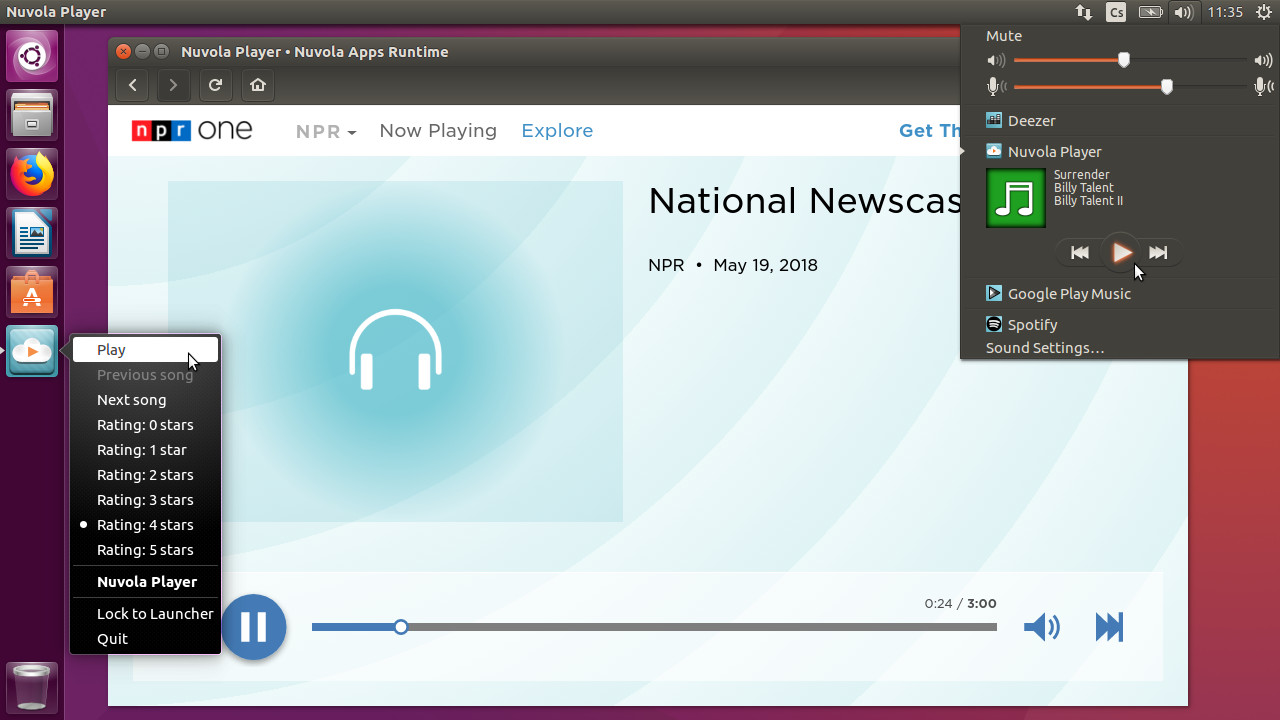 Nuvola Player
Cs
11:35
Nuvola Player • Nuvola Apps Runtime
npr one
NPR
Now Playing
Explore
Get Th
National Newscas
NPR • May 19, 2018
0:24 / 3:00
Mute
Deezer
Nuvola Player
Surrender
Billy Talent
Billy Talent II
Google Play Music
Spotify
Sound Settings…
Play
Previous song
Next song
Rating: 0 stars
Rating: 1 star
Rating: 2 stars
Rating: 3 stars
Rating: 4 stars
Rating: 5 stars
Nuvola Player
Lock to Launcher
Quit